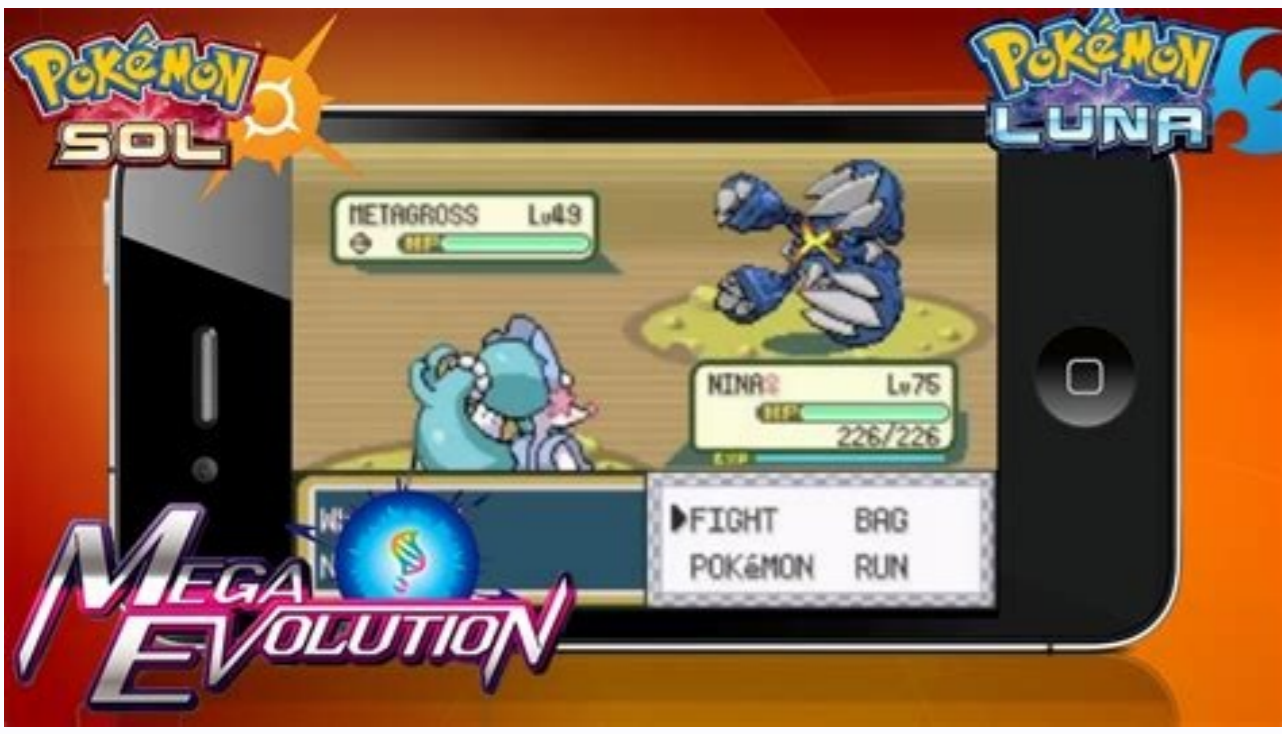 POKéMON
SOL
POKéMON
LUNA
METAGROSS Lv49
HP
NINA♀ Lv75
HP
226/226
EXP
FIGHT BAG
POKéMON RUN
MEGA
EVOLUTION